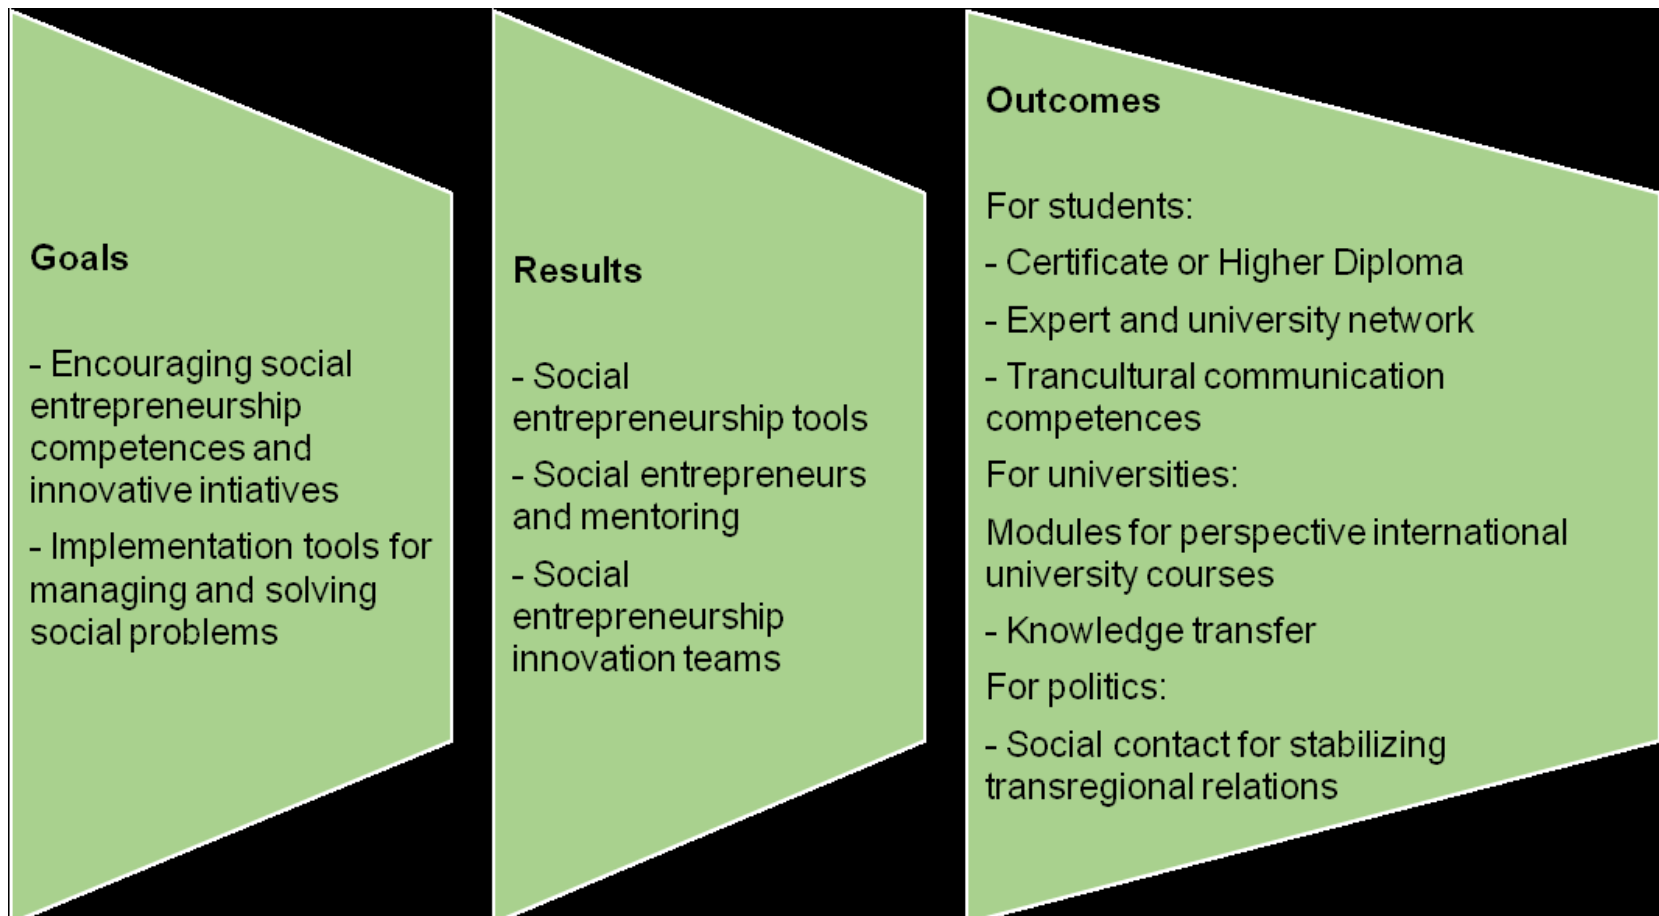 Goals
- Encouraging social
entrepreneurship
competences and
innovative intiatives
- Implementation tools for
managing and solving
social problems
Results
- Social
entrepreneurship tools
- Social entrepreneurs
and mentoring
- Social
entrepreneurship
innovation teams
Outcomes
For students:
- Certificate or Higher Diploma
- Expert and university network
- Trancultural communication
competences
For universities:
Modules for perspective international
university courses
- Knowledge transfer
For politics:
- Social contact for stabilizing
transregional relations